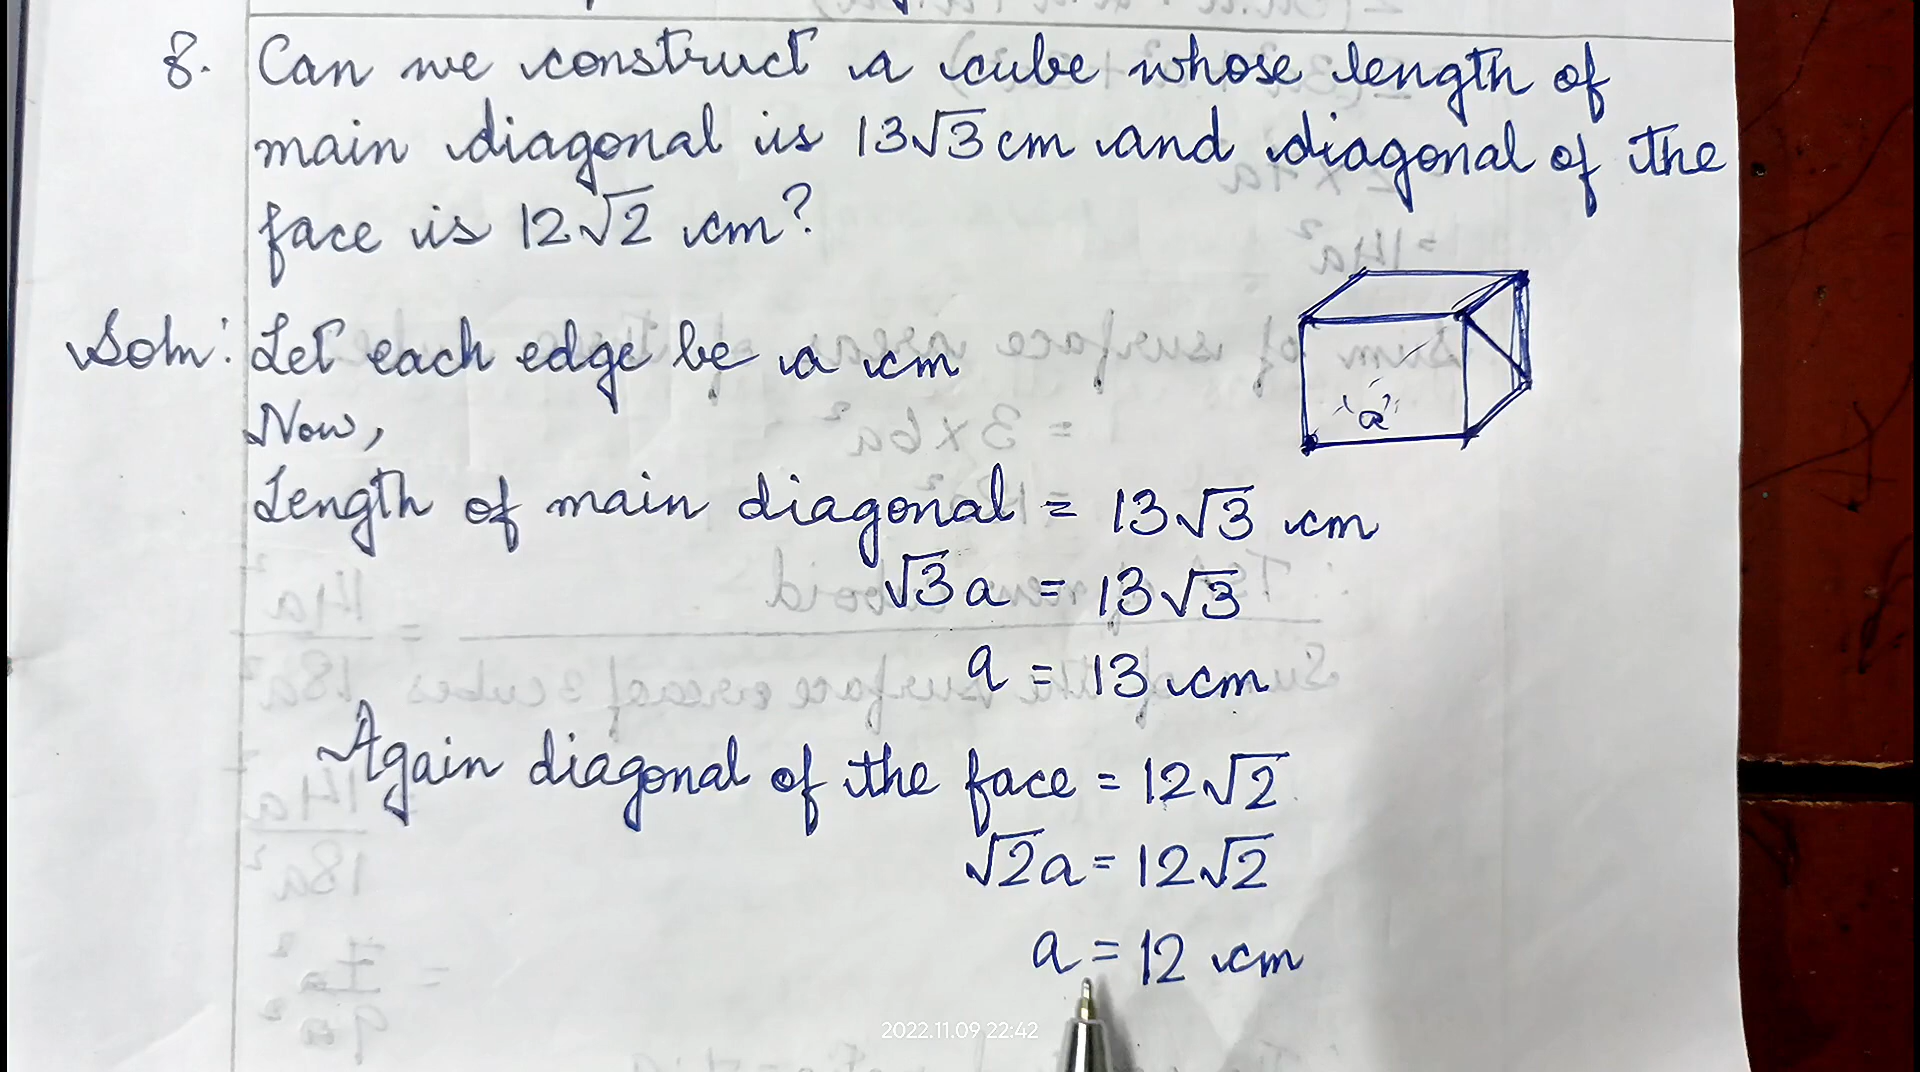 8. Can we construct a cube whose length of
main diagonal is 13√3 cm and diagonal of the
face is 12√2 cm?
Soln: Let each edge be a cm
a
Now,
Length of main diagonal = 13√3 cm
√3a = 13√3
a = 13 cm
Again diagonal of the face = 12√2
√2a = 12√2
a = 12 cm
2022.11.09 22:42